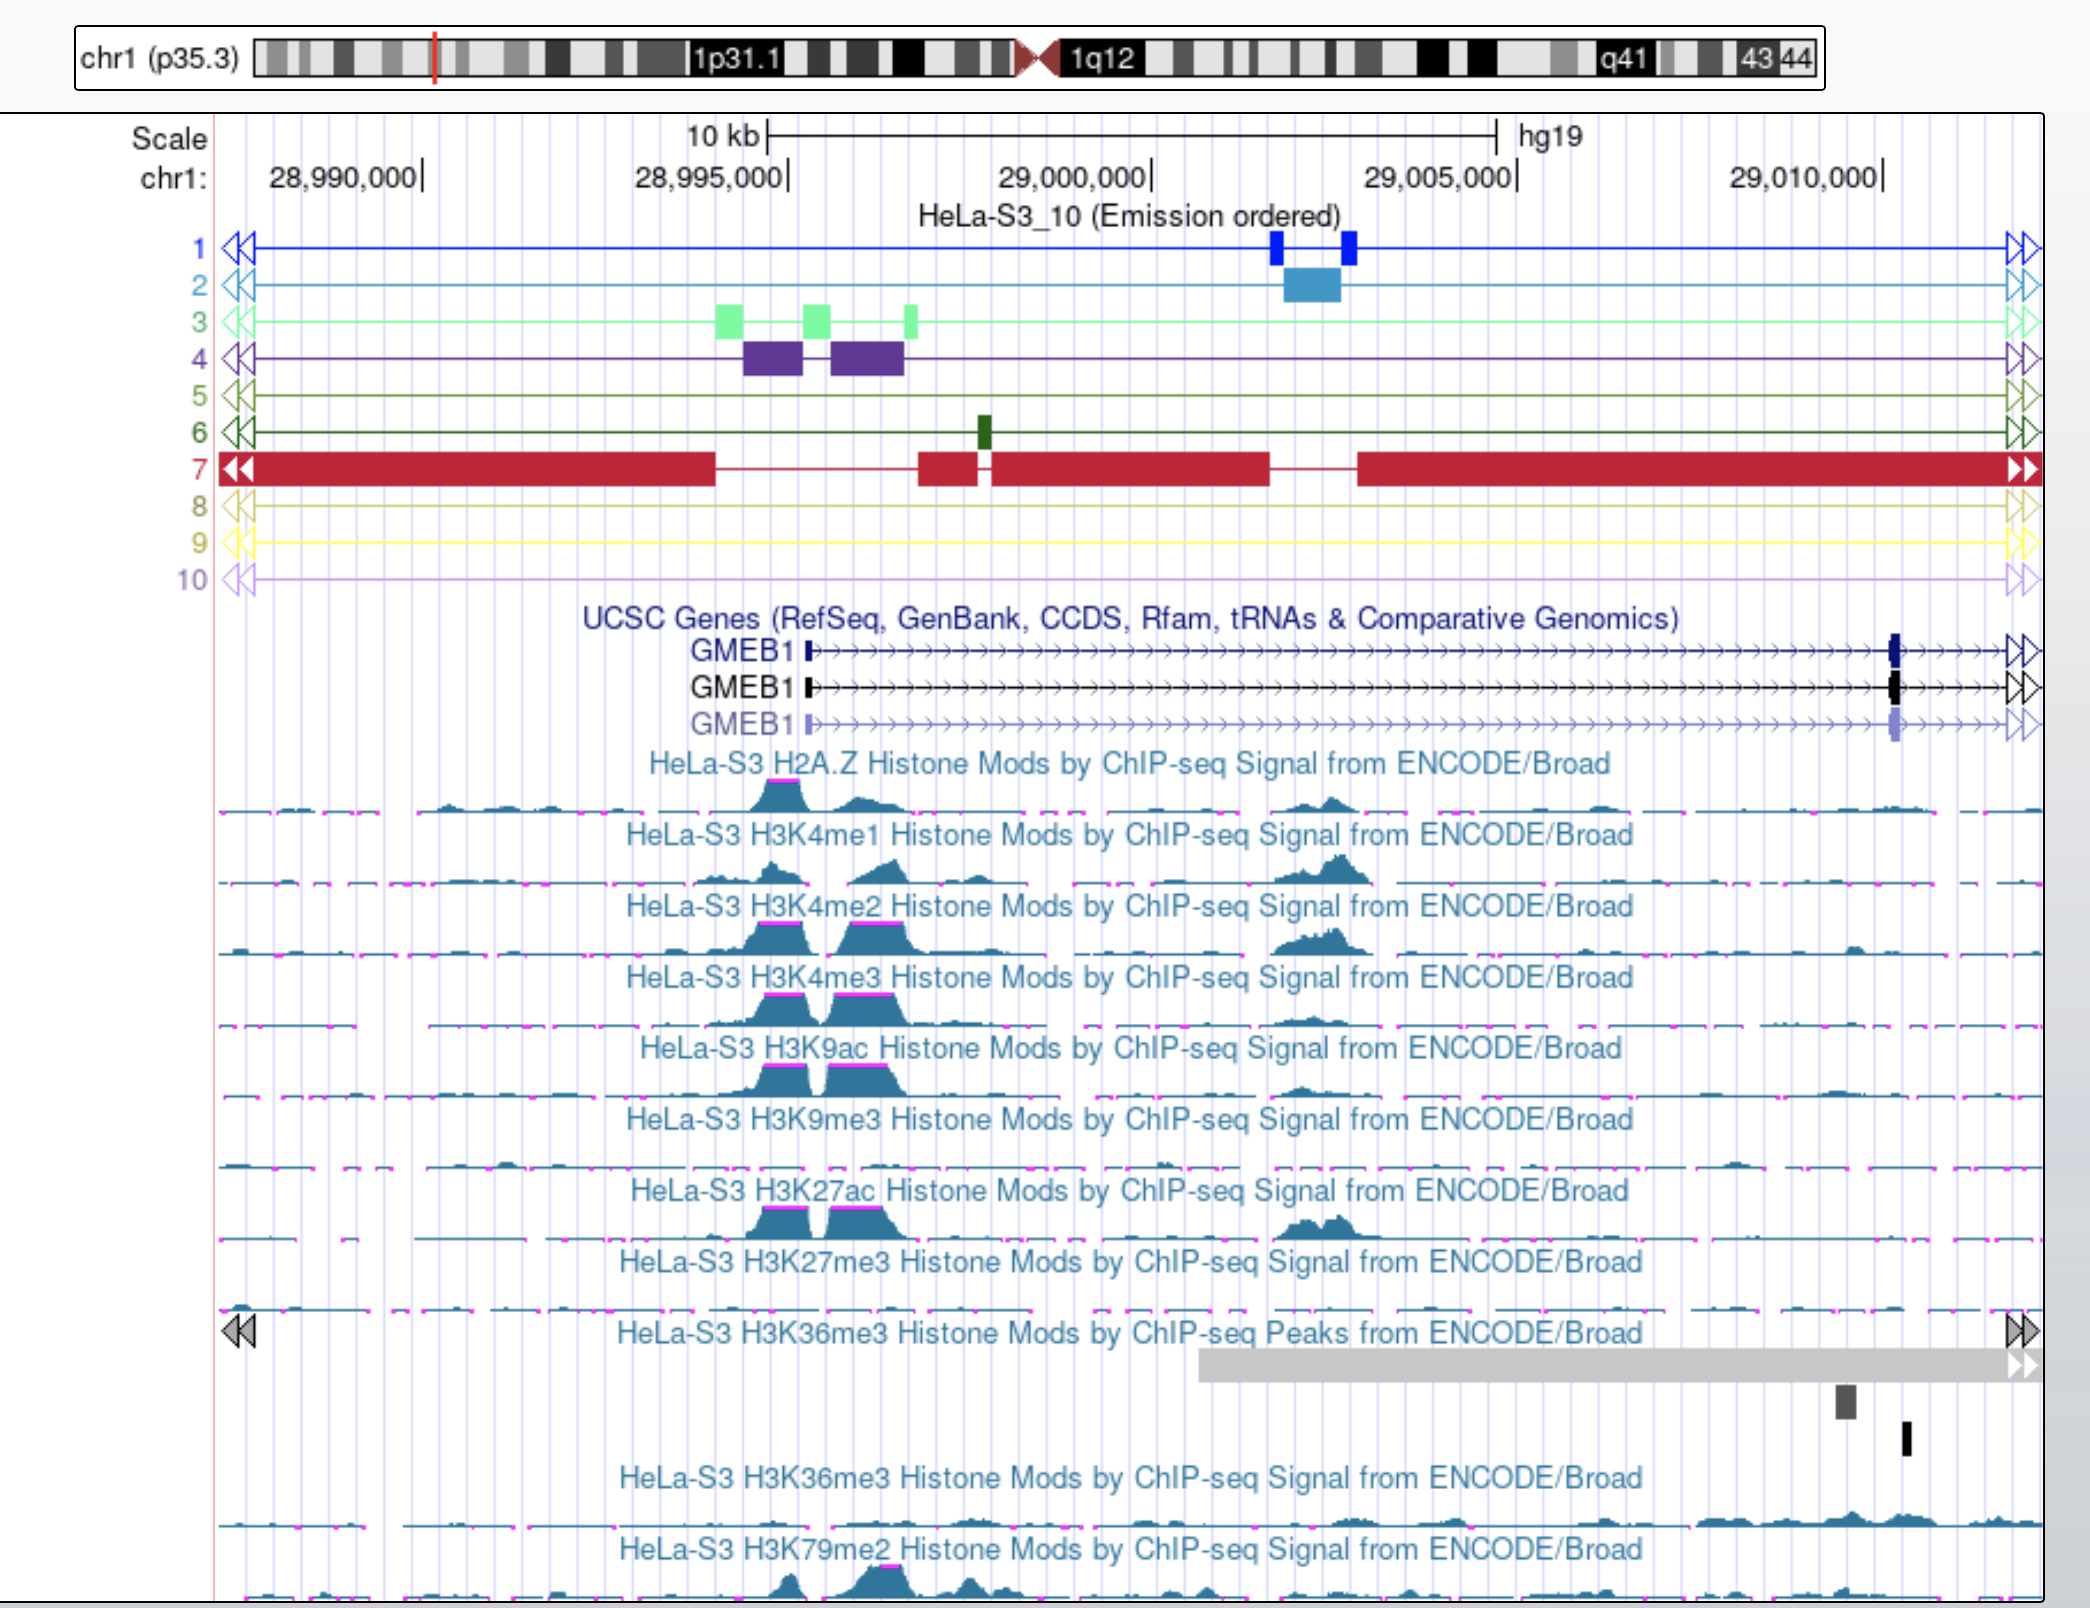 chr1 (p35.3) 1p31.1 1q12 q41 43 44
Scale 10 kb hg19
chr1: 28,990,000 28,995,000 29,000,000 29,005,000 29,010,000
HeLa-S3_10 (Emission ordered)
1
2
3
4
5
6
7
8
9
10
UCSC Genes (RefSeq, GenBank, CCDS, Rfam, tRNAs & Comparative Genomics)
GMEB1
GMEB1
GMEB1
HeLa-S3 H2A.Z Histone Mods by ChIP-seq Signal from ENCODE/Broad
HeLa-S3 H3K4me1 Histone Mods by ChIP-seq Signal from ENCODE/Broad
HeLa-S3 H3K4me2 Histone Mods by ChIP-seq Signal from ENCODE/Broad
HeLa-S3 H3K4me3 Histone Mods by ChIP-seq Signal from ENCODE/Broad
HeLa-S3 H3K9ac Histone Mods by ChIP-seq Signal from ENCODE/Broad
HeLa-S3 H3K9me3 Histone Mods by ChIP-seq Signal from ENCODE/Broad
HeLa-S3 H3K27ac Histone Mods by ChIP-seq Signal from ENCODE/Broad
HeLa-S3 H3K27me3 Histone Mods by ChIP-seq Signal from ENCODE/Broad
HeLa-S3 H3K36me3 Histone Mods by ChIP-seq Peaks from ENCODE/Broad
HeLa-S3 H3K36me3 Histone Mods by ChIP-seq Signal from ENCODE/Broad
HeLa-S3 H3K79me2 Histone Mods by ChIP-seq Signal from ENCODE/Broad